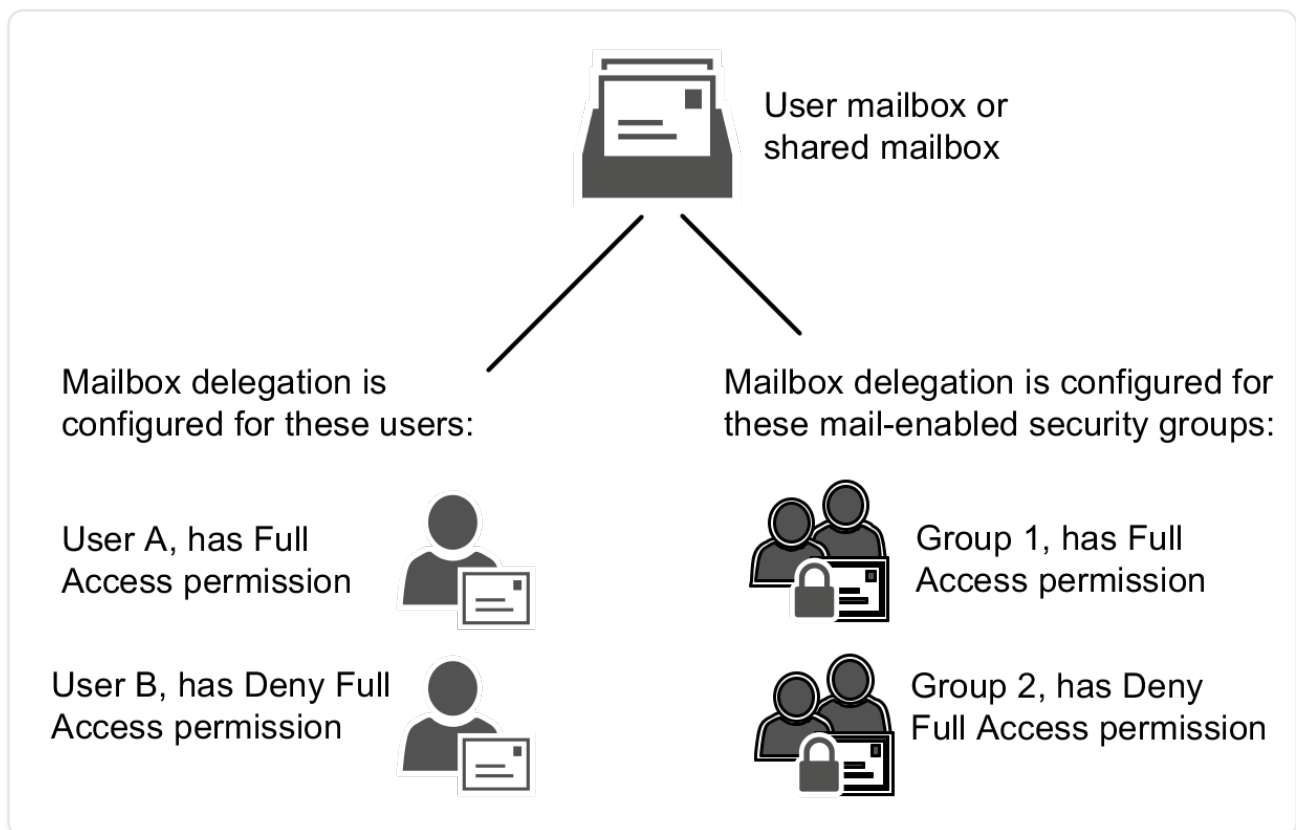 User mailbox or
shared mailbox
Mailbox delegation is
configured for these users:
User A, has Full
Access permission
User B, has Deny Full
Access permission
Mailbox delegation is configured for
these mail-enabled security groups:
Group 1, has Full
Access permission
Group 2, has Deny
Full Access permission